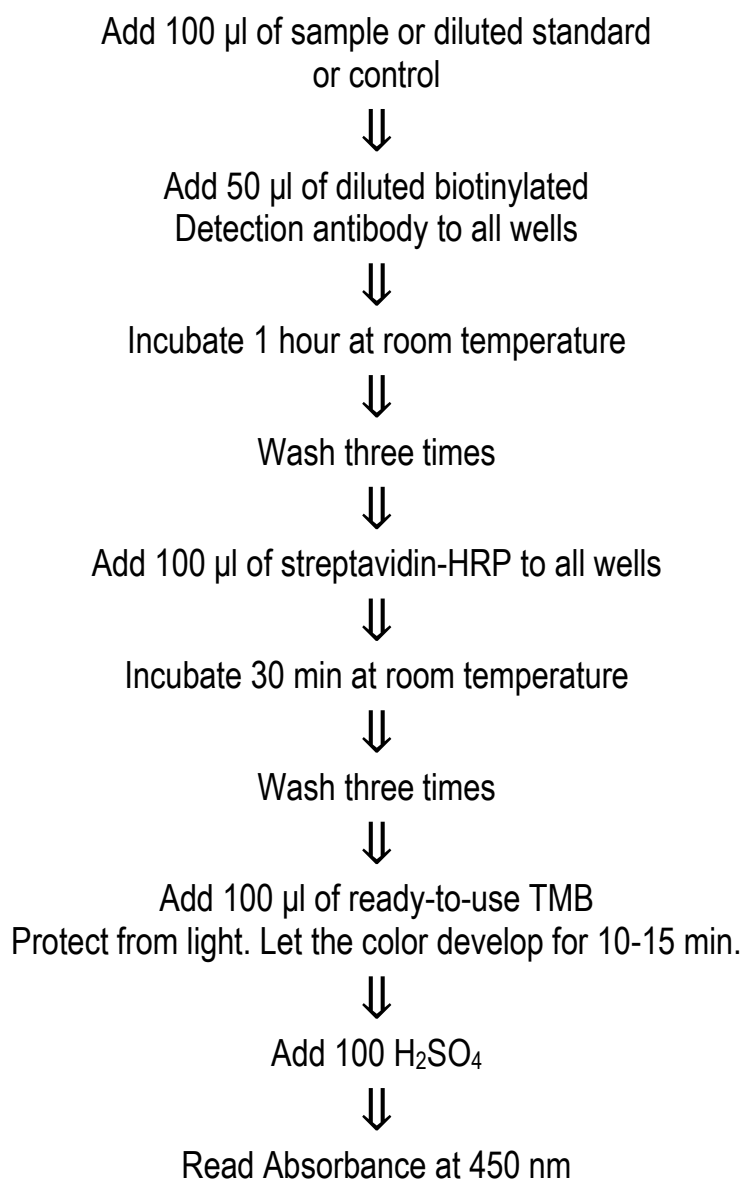 Add 100 µl of sample or diluted standard
or control
⇓
Add 50 µl of diluted biotinylated
Detection antibody to all wells
⇓
Incubate 1 hour at room temperature
⇓
Wash three times
⇓
Add 100 µl of streptavidin-HRP to all wells
⇓
Incubate 30 min at room temperature
⇓
Wash three times
⇓
Add 100 µl of ready-to-use TMB
Protect from light. Let the color develop for 10-15 min.
⇓
Add 100 H₂SO₄
⇓
Read Absorbance at 450 nm